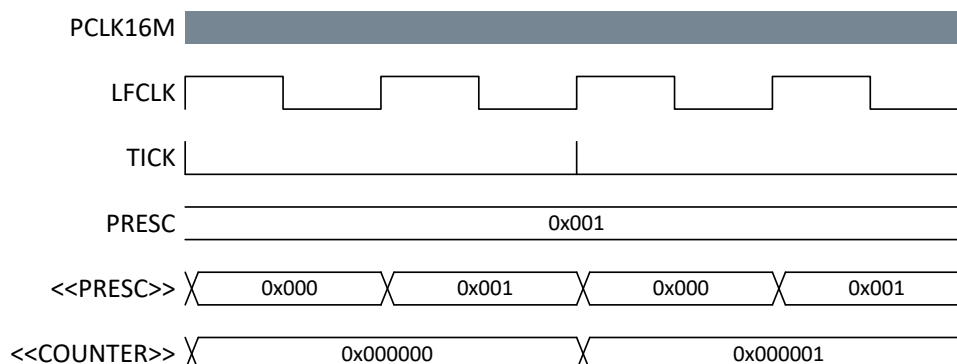 PCLK16M
LFCLK
TICK
PRESC 0x001
<<PRESC>> 0x000 0x001 0x000 0x001
<<COUNTER>> 0x000000 0x000001